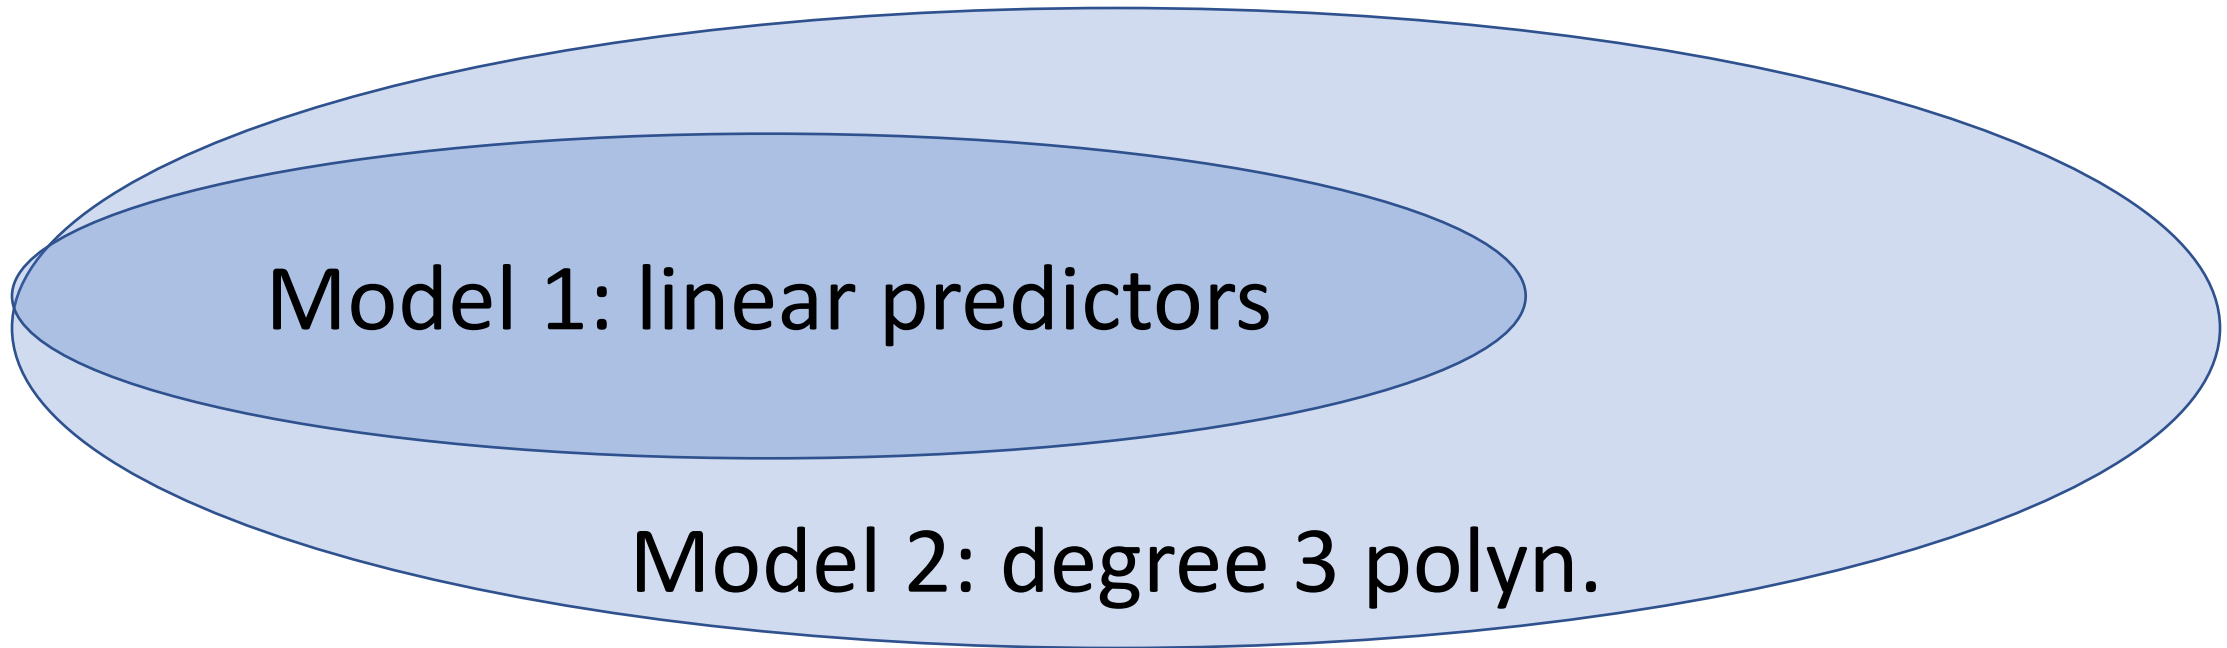 Model 1: linear predictors
Model 2: degree 3 polyn.